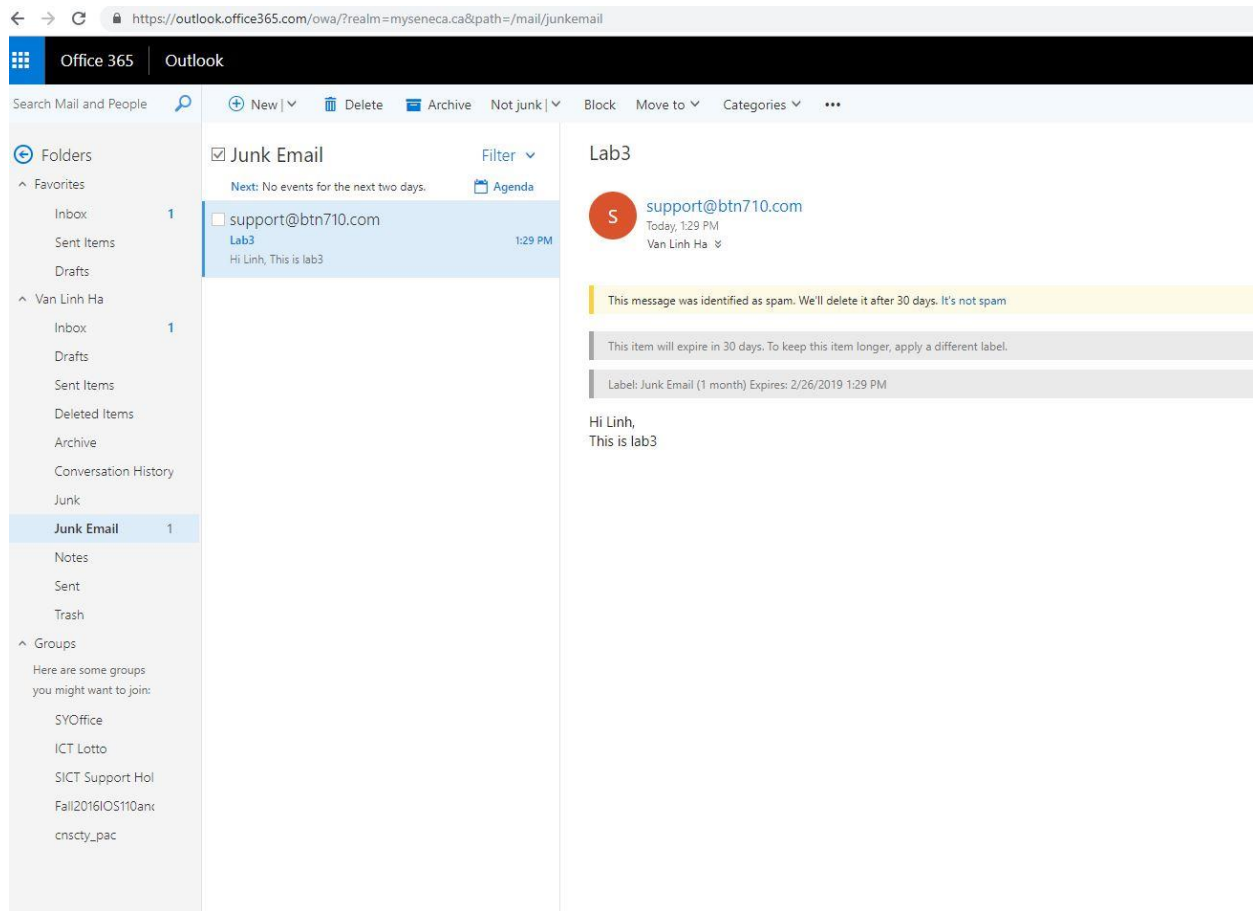 https://outlook.office365.com/owa/?realm=myseneca.ca&path=/mail/junkemail
Office 365 Outlook
Search Mail and People New Delete Archive Not junk Block Move to Categories •••
Folders
Favorites
Inbox 1
Sent Items
Drafts
Van Linh Ha
Inbox 1
Drafts
Sent Items
Deleted Items
Archive
Conversation History
Junk
Junk Email 1
Notes
Sent
Trash
Groups
Here are some groups
you might want to join:
SYOffice
ICT Lotto
SICT Support Hol
Fall2016IOS110anc
cnscty_pac
Junk Email Filter
Next: No events for the next two days. Agenda
support@btn710.com
Lab3 1:29 PM
Hi Linh, This is lab3
Lab3
S
support@btn710.com
Today, 1:29 PM
Van Linh Ha
This message was identified as spam. We'll delete it after 30 days. It's not spam
This item will expire in 30 days. To keep this item longer, apply a different label.
Label: Junk Email (1 month) Expires: 2/26/2019 1:29 PM
Hi Linh,
This is lab3